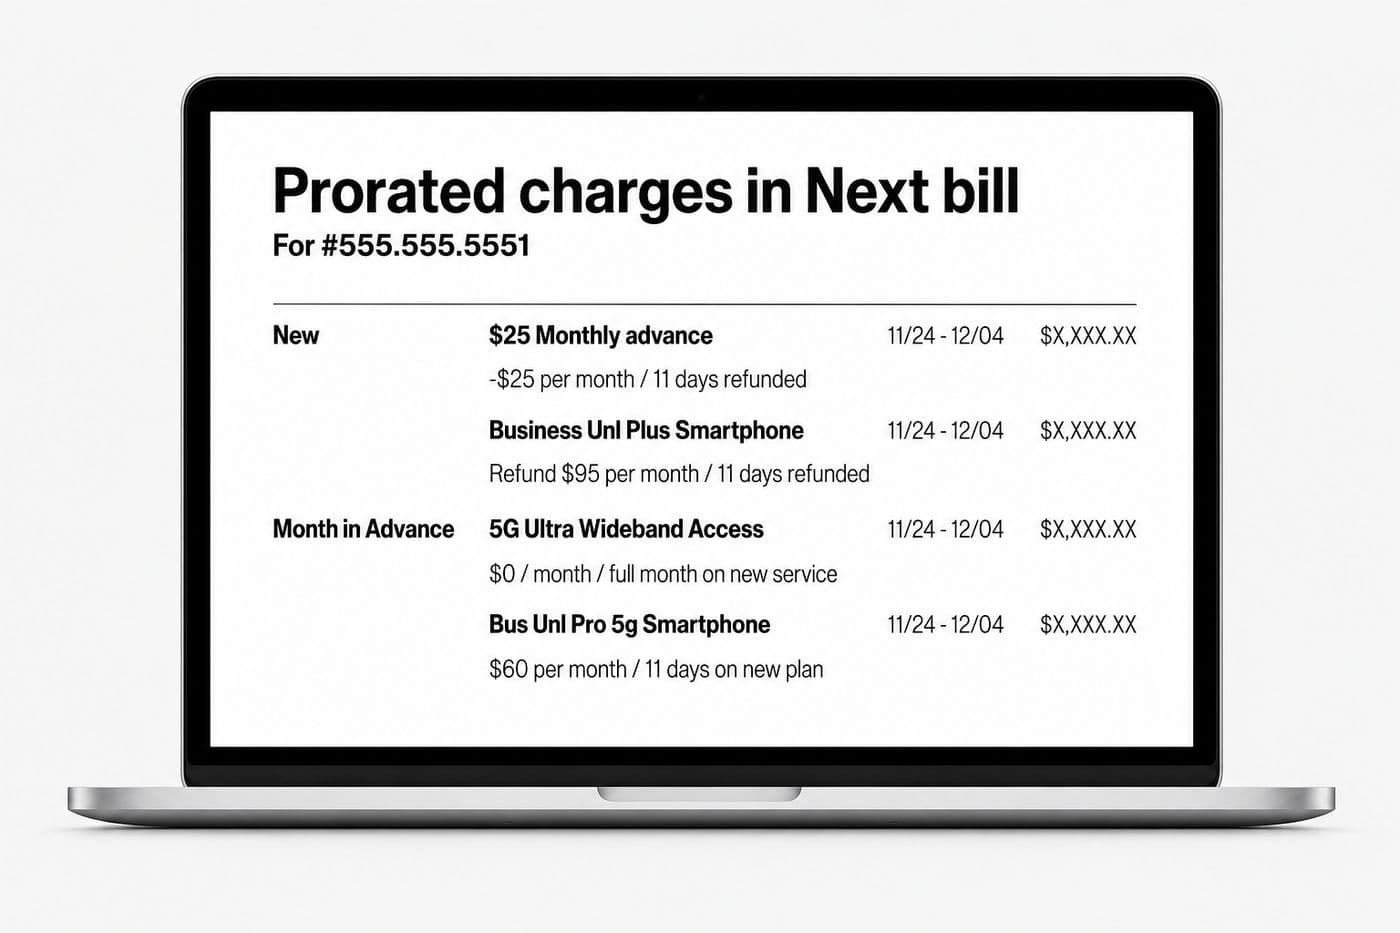 Prorated charges in Next bill
For #555.555.5551
New $25 Monthly advance 11/24 - 12/04 $X,XXX.XX
-$25 per month / 11 days refunded
Business Unl Plus Smartphone 11/24 - 12/04 $X,XXX.XX
Refund $95 per month / 11 days refunded
Month in Advance 5G Ultra Wideband Access 11/24 - 12/04 $X,XXX.XX
$0 / month / full month on new service
Bus Unl Pro 5g Smartphone 11/24 - 12/04 $X,XXX.XX
$60 per month / 11 days on new plan